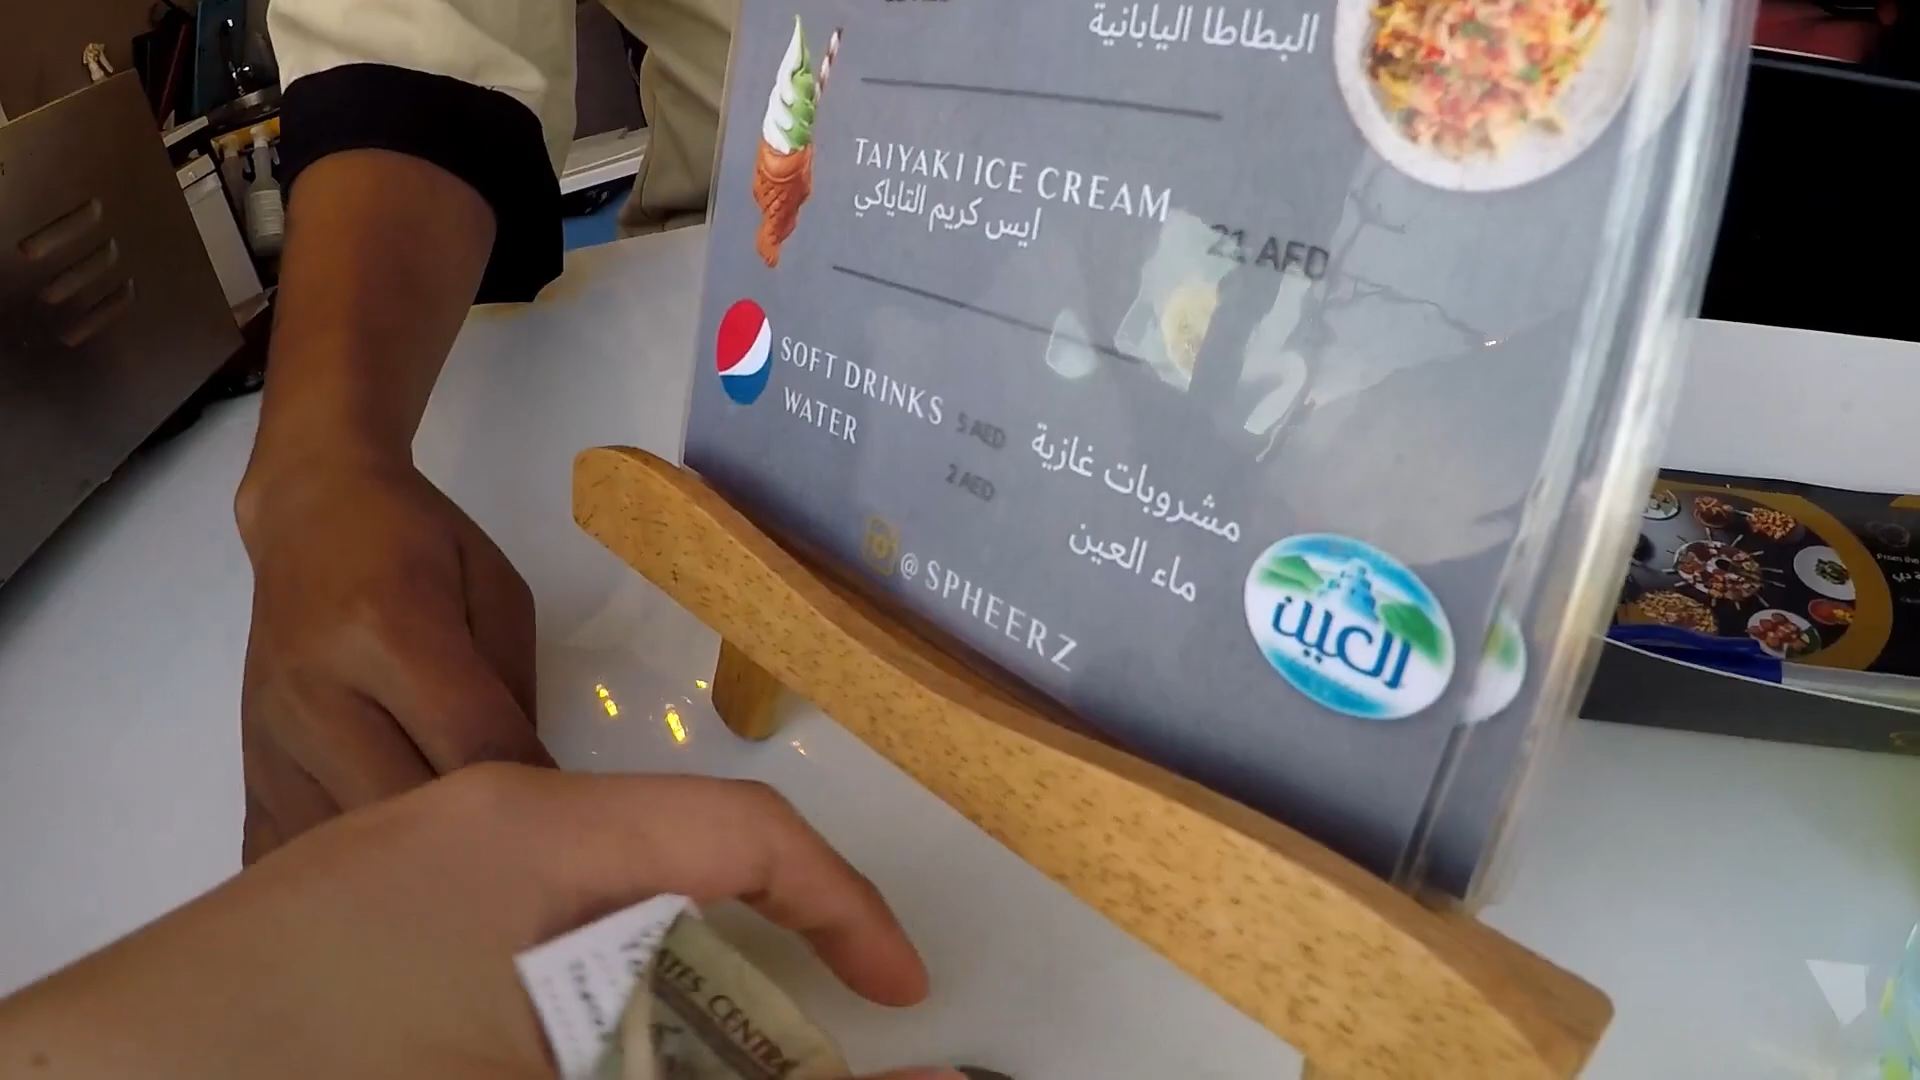 البطاطا اليابانية
TAIYAKI ICE CREAM
ايس كريم التاياكي
21 AED
SOFT DRINKS 5 AED مشروبات غازية
WATER 2 AED ماء العين
@SPHEERZ
العين